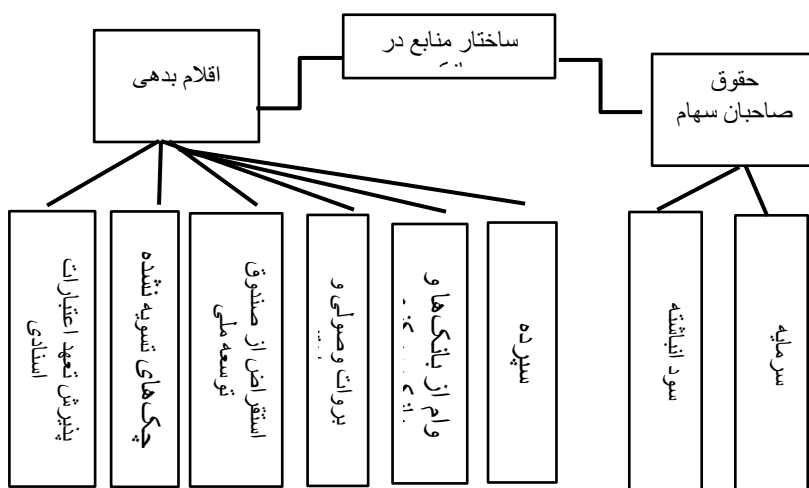 ساختار منابع در
حقوق
صاحبان سهام
اقلام بدهی
سرمایه
سود انباشته
سپرده
وام از بانک‌ها و
بروات وصولی و
استقراض از صندوق
توسعه ملی
چک‌های تسویه نشده
پذیرش تعهد اعتبارات
اسنادی